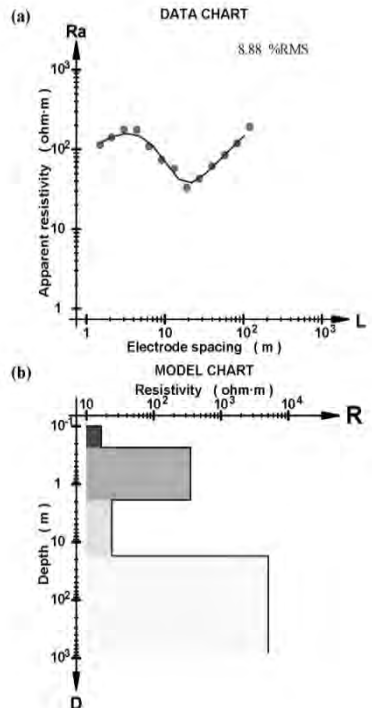 (a) DATA CHART
Ra
8.88 %RMS
Apparent resistivity ( ohm·m )
10³
10²
10
1
1 10 10² 10³ L
Electrode spacing ( m )
(b) MODEL CHART
Resistivity ( ohm·m )
10 10² 10³ 10⁴ R
Depth ( m )
10⁻¹
1
10
10²
10³
D